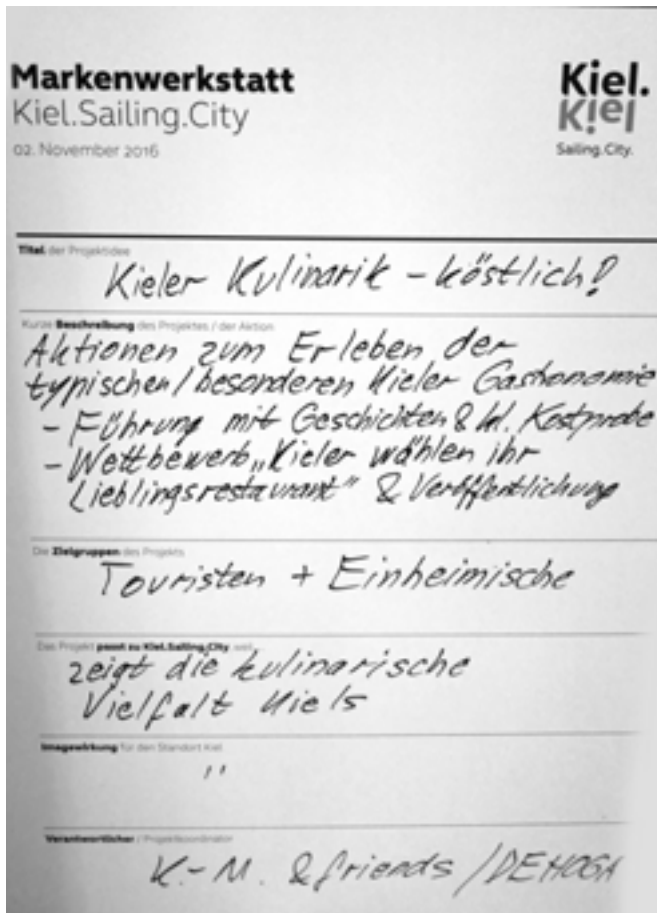 Markenwerkstatt
Kiel.Sailing.City
02. November 2016
Kiel.
Kiel
Sailing.City.
Titel der Projektidee
Kieler Kulinarik – köstlich!
Kurze Beschreibung des Projektes / der Aktion
Aktionen zum Erleben der
typischen/besonderen Kieler Gastronomie
- Führung mit Geschichten & kl. Kostprobe
- Wettbewerb „Kieler wählen ihr
Lieblingsrestaurant" & Veröffentlichung
Die Zielgruppen des Projekts
Touristen + Einheimische
Das Projekt passt zu Kiel.Sailing.City, weil
zeigt die kulinarische
Vielfalt Kiels
Imagewirkung für den Standort Kiel
"
Verantwortlicher / Projektkoordinator
K.-M. & friends / DEHOGA